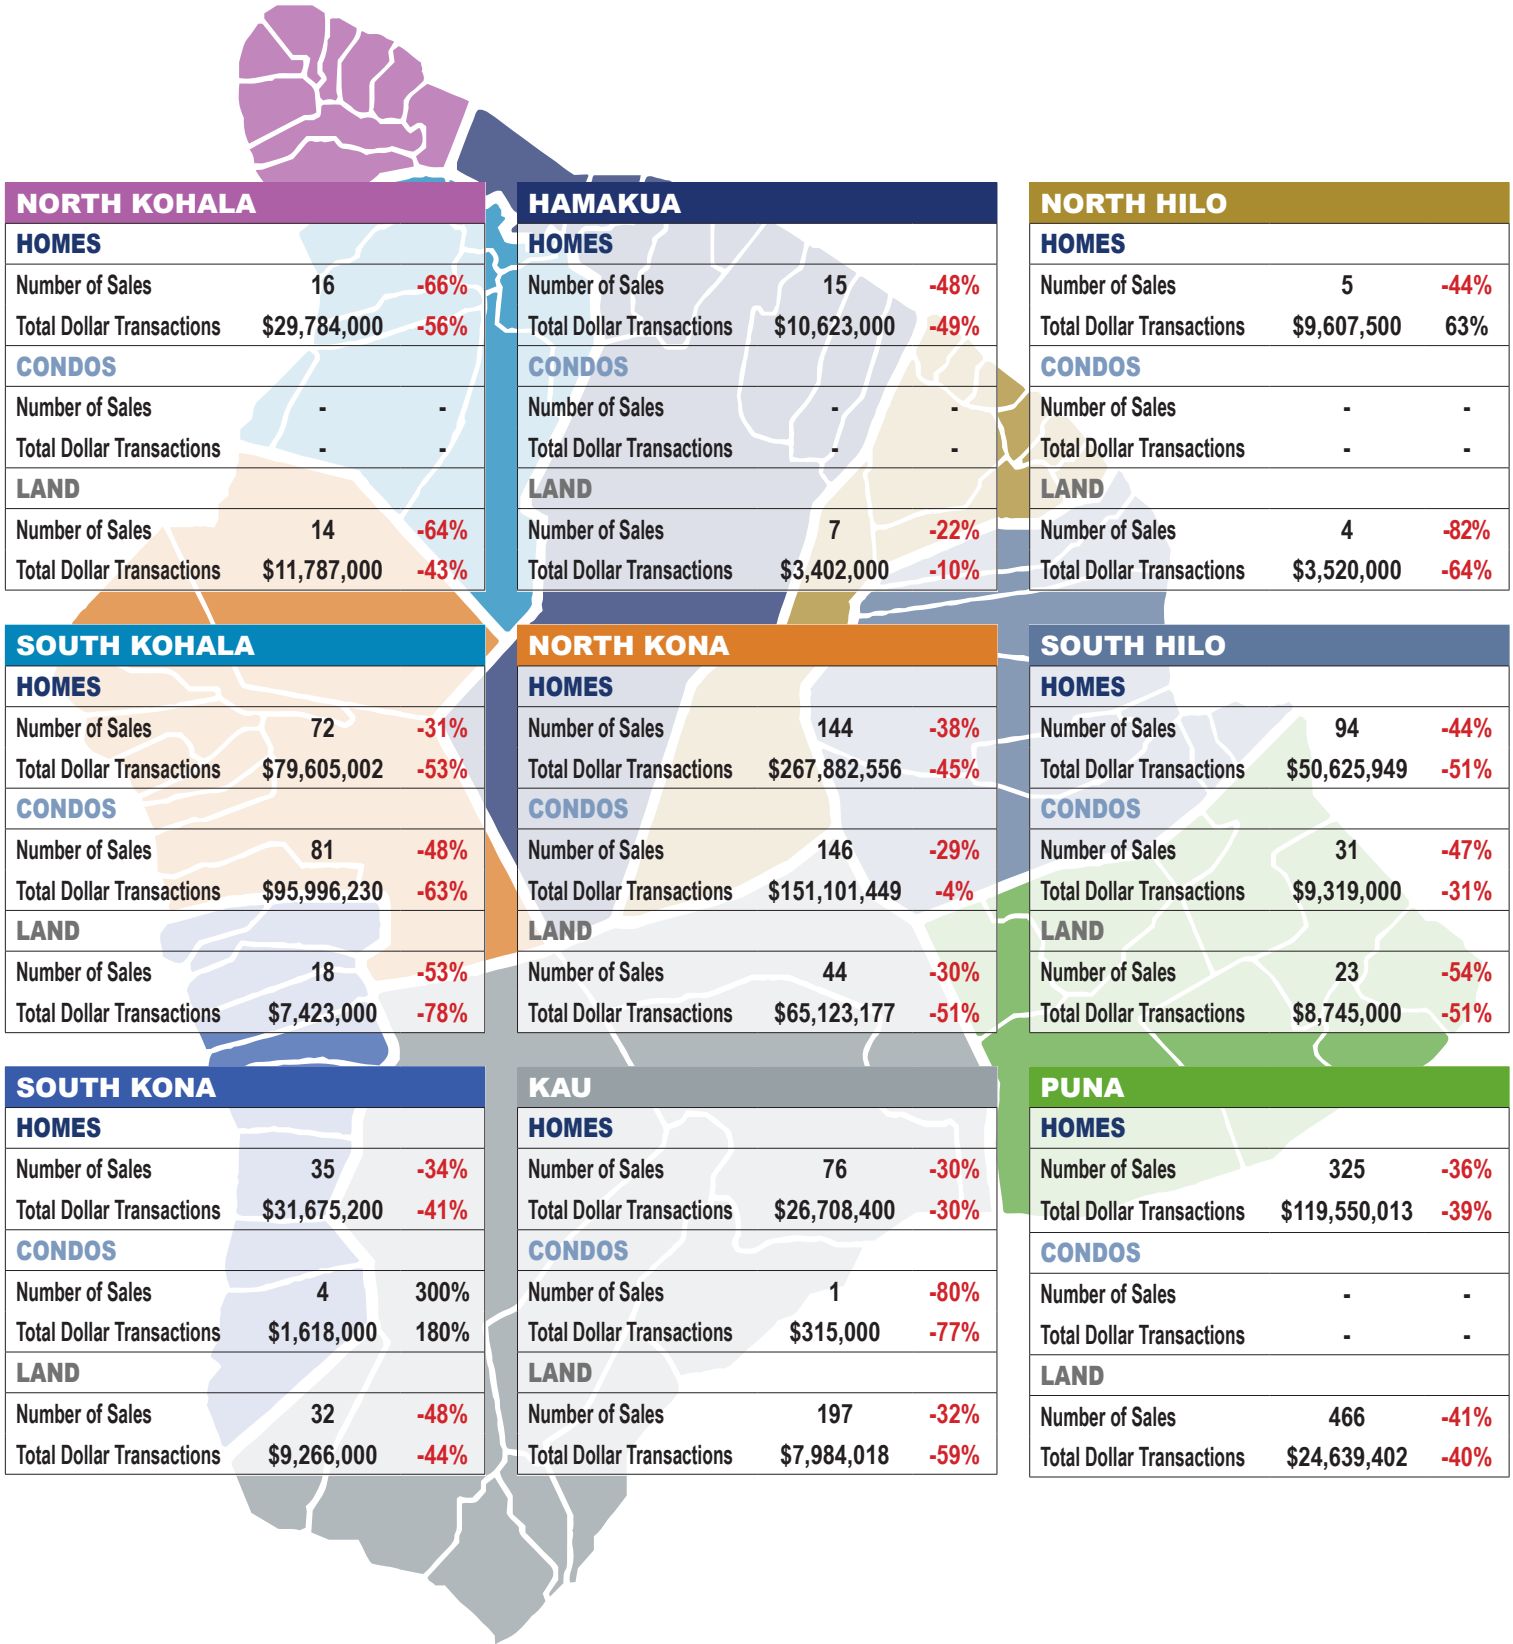 NORTH KOHALA
HOMES
Number of Sales 16 -66%
Total Dollar Transactions $29,784,000 -56%
CONDOS
Number of Sales - -
Total Dollar Transactions - -
LAND
Number of Sales 14 -64%
Total Dollar Transactions $11,787,000 -43%
HAMAKUA
HOMES
Number of Sales 15 -48%
Total Dollar Transactions $10,623,000 -49%
CONDOS
Number of Sales - -
Total Dollar Transactions - -
LAND
Number of Sales 7 -22%
Total Dollar Transactions $3,402,000 -10%
NORTH HILO
HOMES
Number of Sales 5 -44%
Total Dollar Transactions $9,607,500 63%
CONDOS
Number of Sales - -
Total Dollar Transactions - -
LAND
Number of Sales 4 -82%
Total Dollar Transactions $3,520,000 -64%
SOUTH KOHALA
HOMES
Number of Sales 72 -31%
Total Dollar Transactions $79,605,002 -53%
CONDOS
Number of Sales 81 -48%
Total Dollar Transactions $95,996,230 -63%
LAND
Number of Sales 18 -53%
Total Dollar Transactions $7,423,000 -78%
NORTH KONA
HOMES
Number of Sales 144 -38%
Total Dollar Transactions $267,882,556 -45%
CONDOS
Number of Sales 146 -29%
Total Dollar Transactions $151,101,449 -4%
LAND
Number of Sales 44 -30%
Total Dollar Transactions $65,123,177 -51%
SOUTH HILO
HOMES
Number of Sales 94 -44%
Total Dollar Transactions $50,625,949 -51%
CONDOS
Number of Sales 31 -47%
Total Dollar Transactions $9,319,000 -31%
LAND
Number of Sales 23 -54%
Total Dollar Transactions $8,745,000 -51%
SOUTH KONA
HOMES
Number of Sales 35 -34%
Total Dollar Transactions $31,675,200 -41%
CONDOS
Number of Sales 4 300%
Total Dollar Transactions $1,618,000 180%
LAND
Number of Sales 32 -48%
Total Dollar Transactions $9,266,000 -44%
KAU
HOMES
Number of Sales 76 -30%
Total Dollar Transactions $26,708,400 -30%
CONDOS
Number of Sales 1 -80%
Total Dollar Transactions $315,000 -77%
LAND
Number of Sales 197 -32%
Total Dollar Transactions $7,984,018 -59%
PUNA
HOMES
Number of Sales 325 -36%
Total Dollar Transactions $119,550,013 -39%
CONDOS
Number of Sales - -
Total Dollar Transactions - -
LAND
Number of Sales 466 -41%
Total Dollar Transactions $24,639,402 -40%